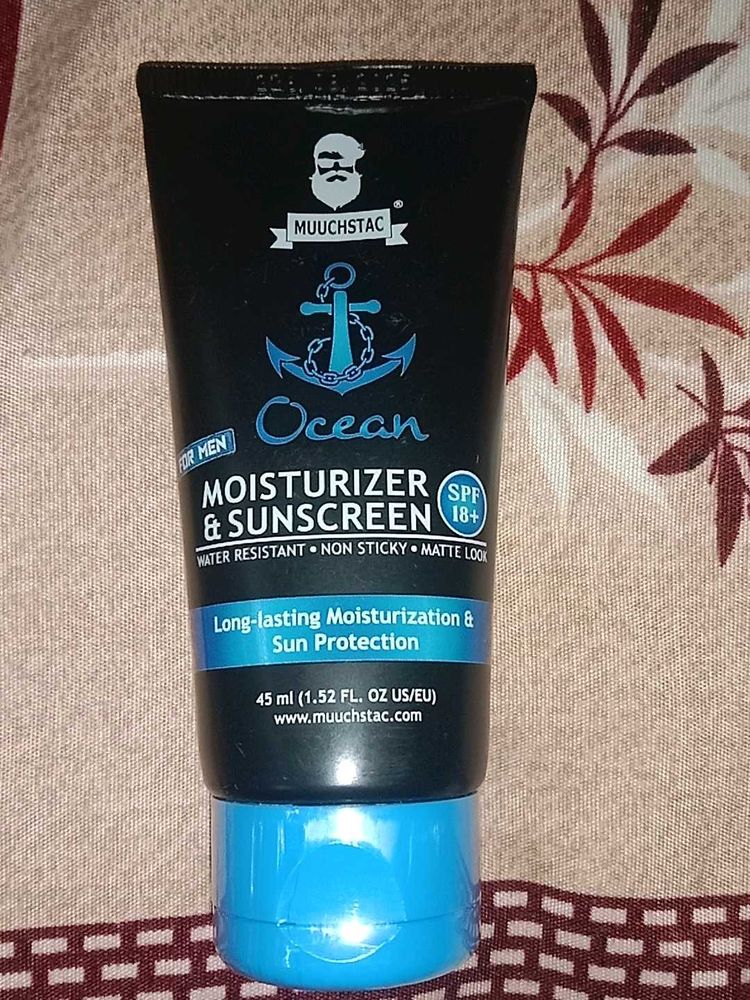 MUUCHSTAC®
Ocean
FOR MEN
MOISTURIZER
& SUNSCREEN
SPF
18+
WATER RESISTANT • NON STICKY • MATTE LOOK
Long-lasting Moisturization &
Sun Protection
45 ml (1.52 FL. OZ US/EU)
www.muuchstac.com